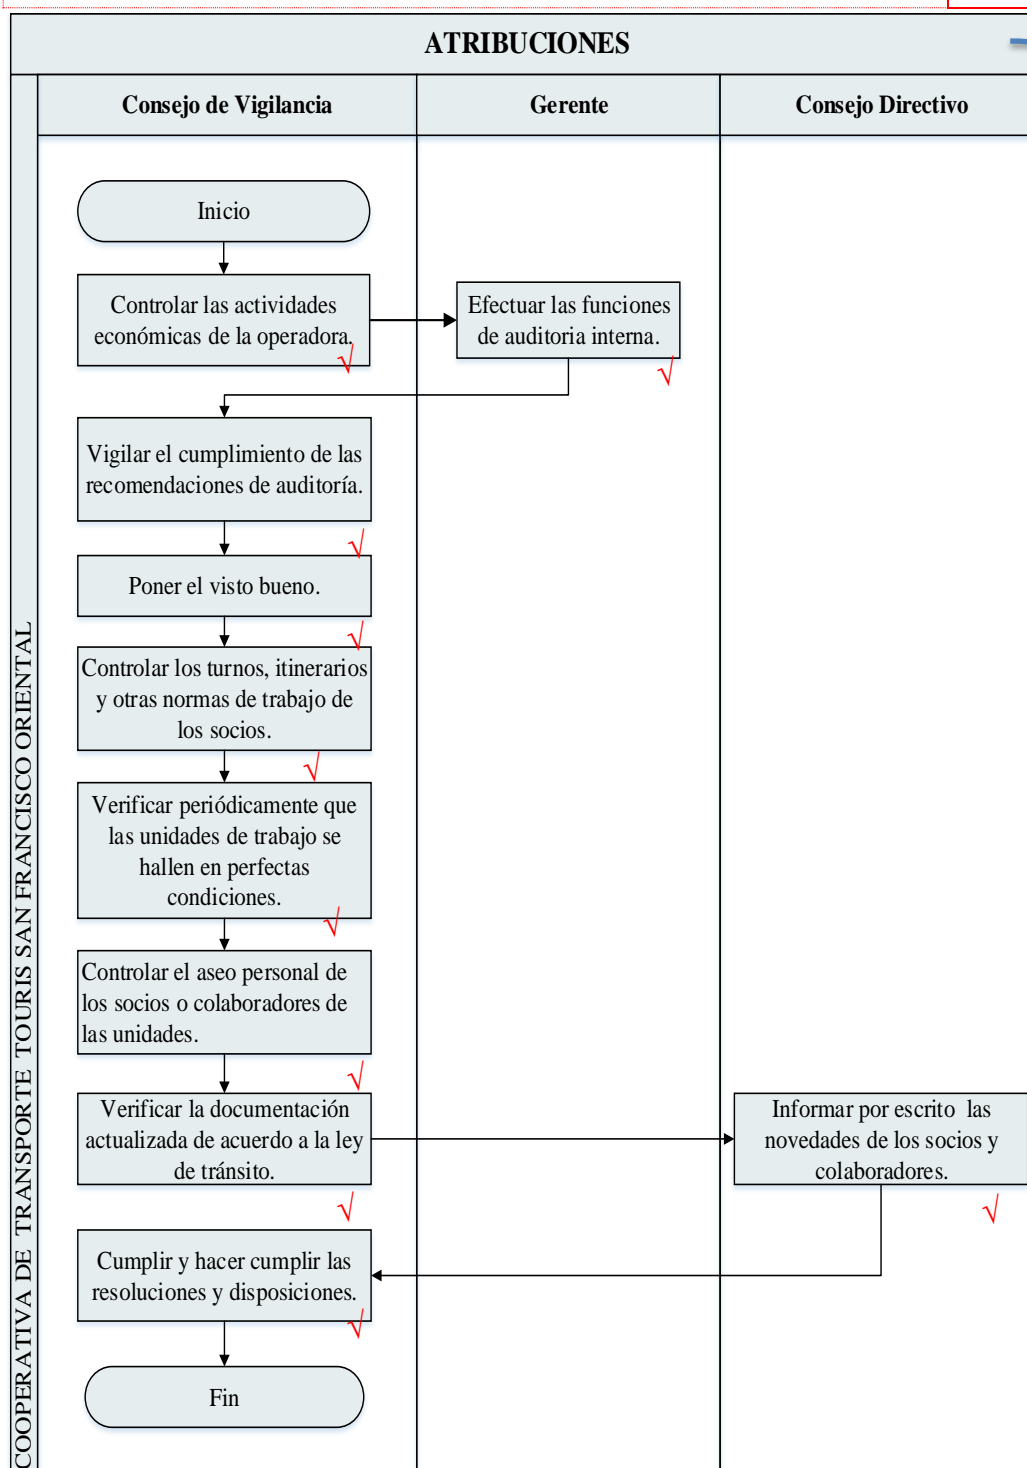 ATRIBUCIONES
COOPERATIVA DE TRANSPORTE TOURIS SAN FRANCISCO ORIENTAL
Consejo de Vigilancia
Gerente
Consejo Directivo
Inicio
Controlar las actividades
económicas de la operadora.
√
Efectuar las funciones
de auditoria interna.
√
Vigilar el cumplimiento de las
recomendaciones de auditoría.
√
Poner el visto bueno.
√
Controlar los turnos, itinerarios
y otras normas de trabajo de
los socios.
√
Verificar periódicamente que
las unidades de trabajo se
hallen en perfectas
condiciones.
√
Controlar el aseo personal de
los socios o colaboradores de
las unidades.
√
Verificar la documentación
actualizada de acuerdo a la ley
de tránsito.
√
Informar por escrito las
novedades de los socios y
colaboradores.
√
Cumplir y hacer cumplir las
resoluciones y disposiciones.
√
Fin